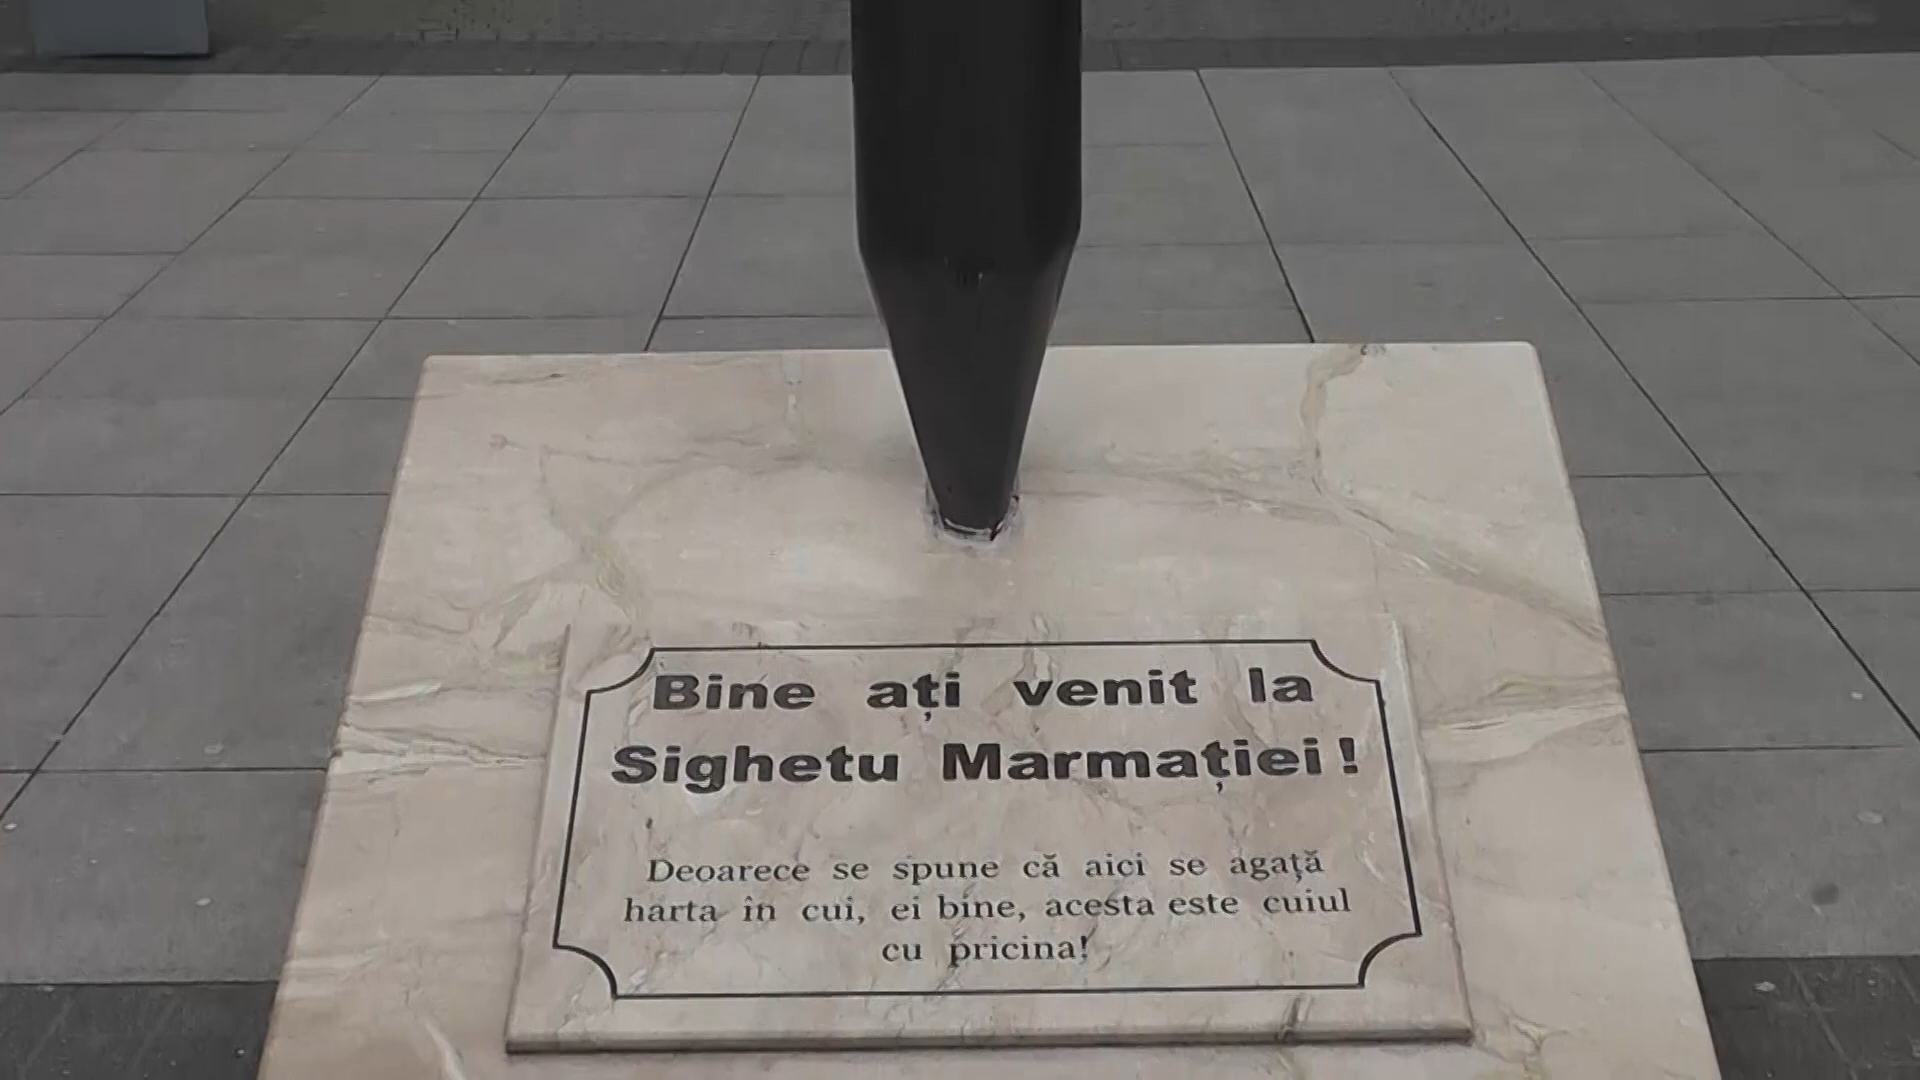 Bine ați venit la
Sighetu Marmației!
Deoarece se spune că aici se agață
harta în cui, ei bine, acesta este cuiul
cu pricina!